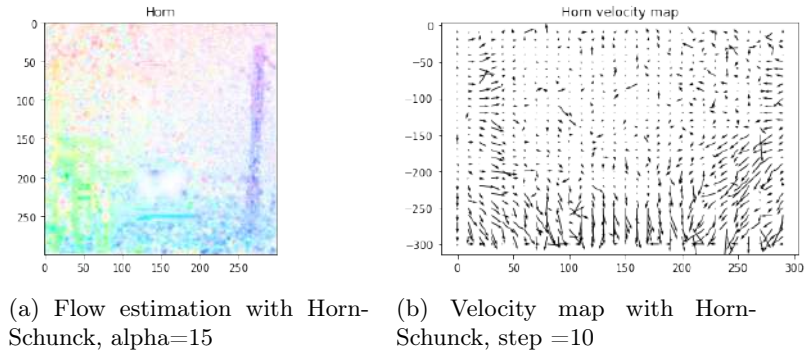 Horn
0
50
100
150
200
250
0 50 100 150 200 250
(a) Flow estimation with Horn-
Schunck, alpha=15
Horn velocity map
0
−50
−100
−150
−200
−250
−300
0 50 100 150 200 250 300
(b) Velocity map with Horn-
Schunck, step =10